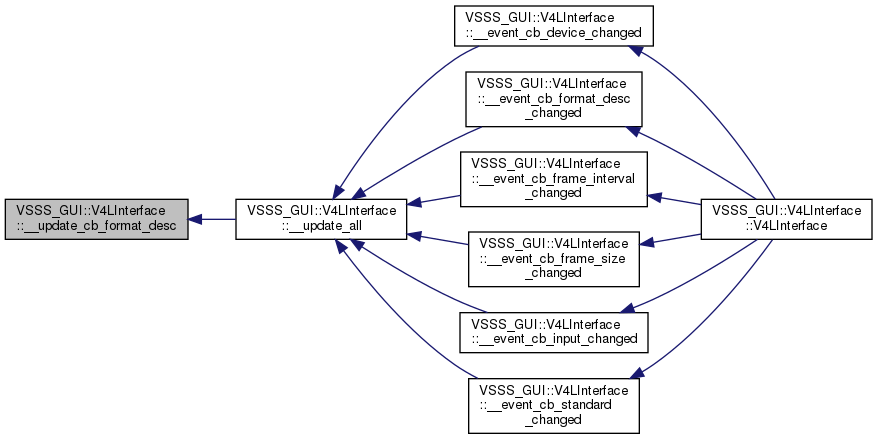 VSSS_GUI::V4LInterface
::__event_cb_device_changed
VSSS_GUI::V4LInterface
::__event_cb_format_desc
_changed
VSSS_GUI::V4LInterface
::__event_cb_frame_interval
_changed
VSSS_GUI::V4LInterface
::__update_cb_format_desc
VSSS_GUI::V4LInterface
::__update_all
VSSS_GUI::V4LInterface
::V4LInterface
VSSS_GUI::V4LInterface
::__event_cb_frame_size
_changed
VSSS_GUI::V4LInterface
::__event_cb_input_changed
VSSS_GUI::V4LInterface
::__event_cb_standard
_changed